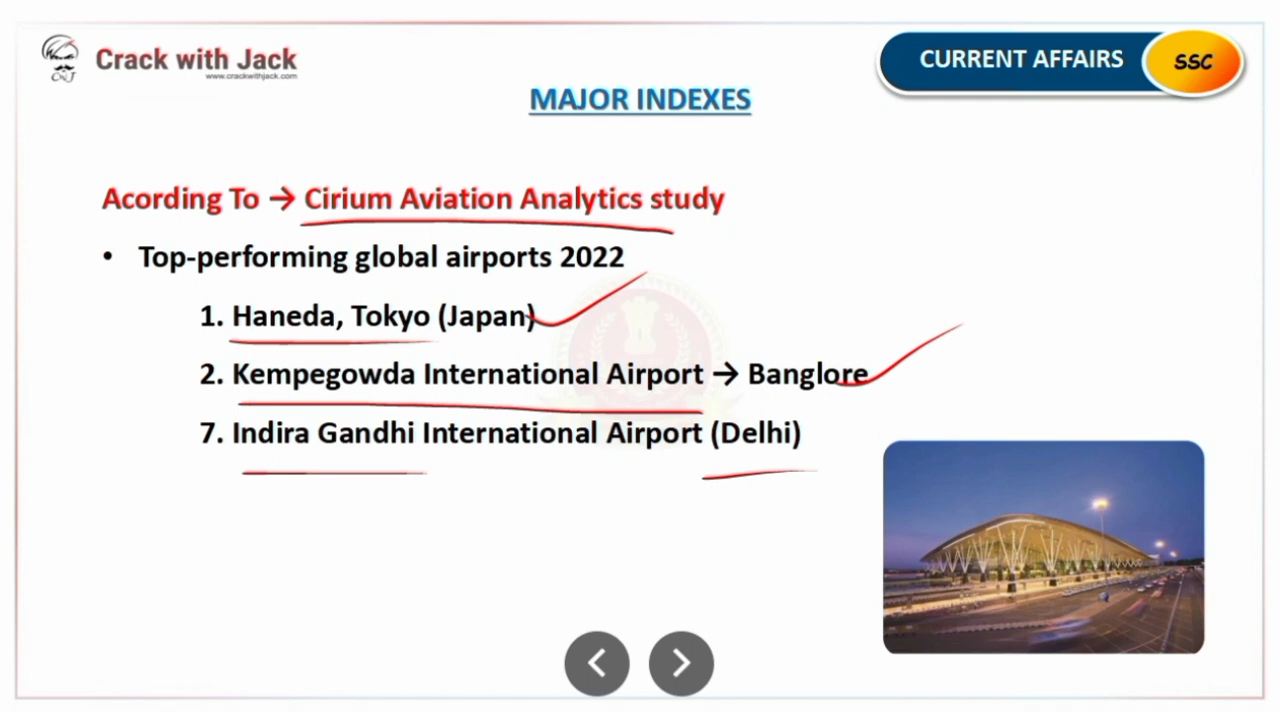 Crack with Jack
www.crackwithjack.com
CURRENT AFFAIRS
SSC
MAJOR INDEXES
Acording To → Cirium Aviation Analytics study
• Top-performing global airports 2022
1. Haneda, Tokyo (Japan)
2. Kempegowda International Airport → Banglore
7. Indira Gandhi International Airport (Delhi)